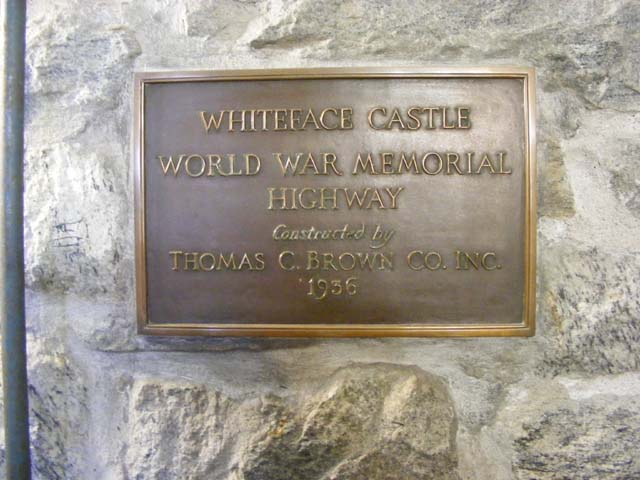 WHITEFACE CASTLE
WORLD WAR MEMORIAL
HIGHWAY
Constructed by
THOMAS C. BROWN CO. INC.
1936